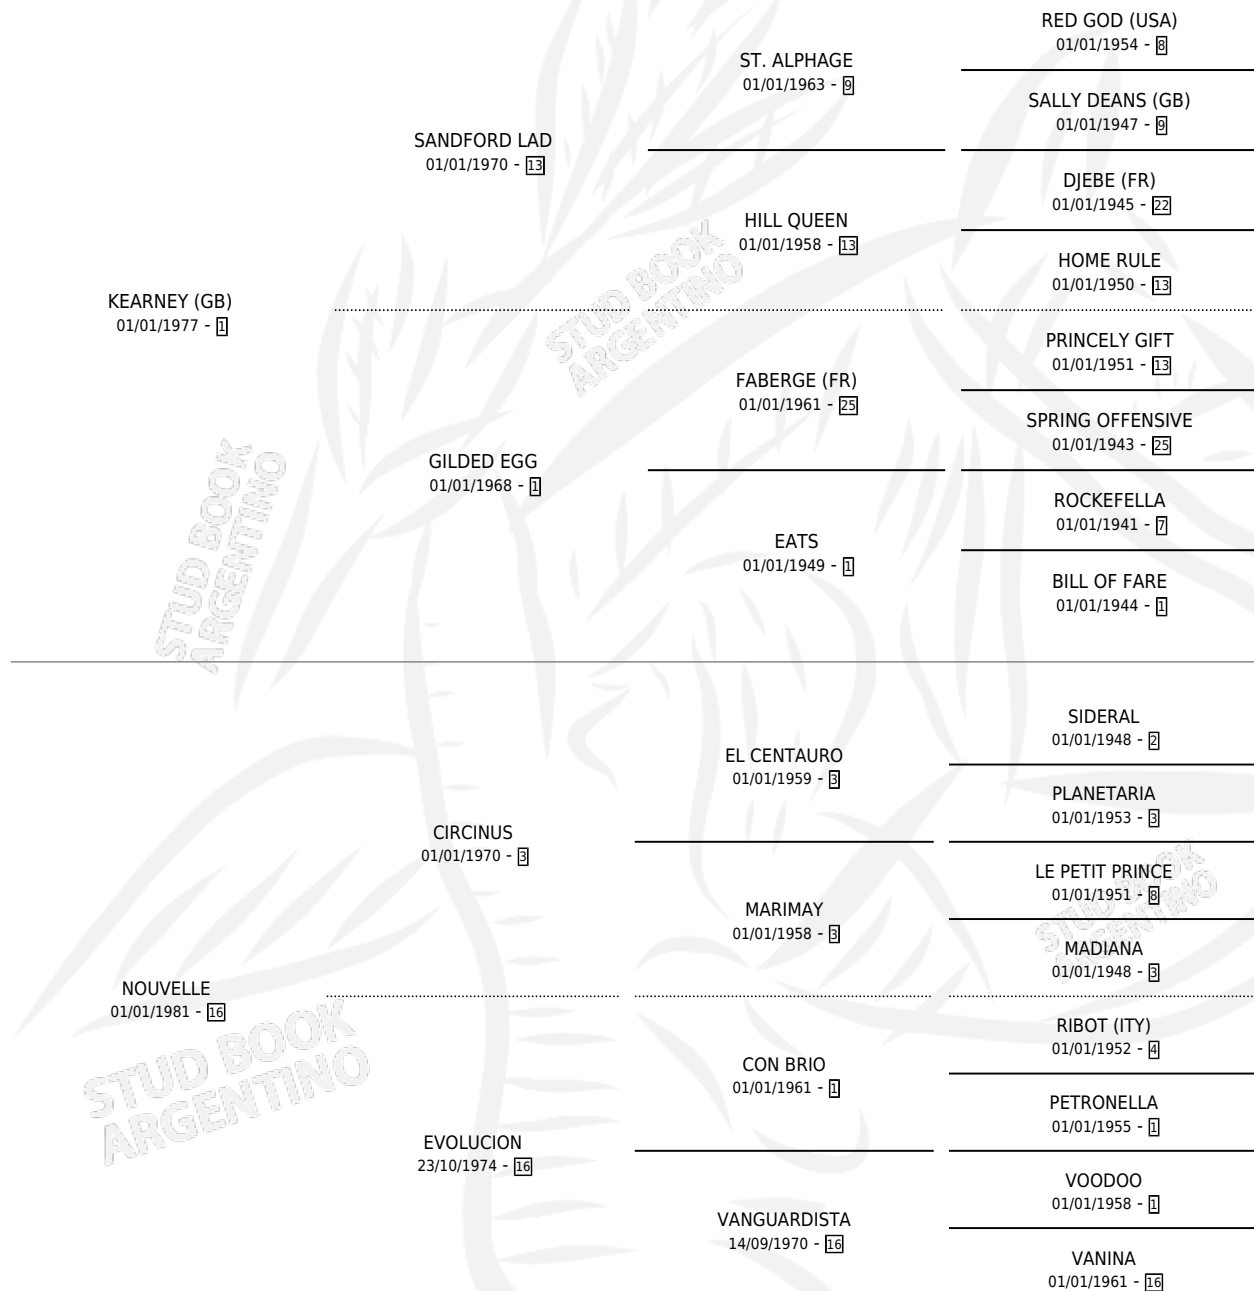 RED GOD (USA)
01/01/1954 - 8
ST. ALPHAGE
01/01/1963 - 9
SALLY DEANS (GB)
01/01/1947 - 9
SANDFORD LAD
01/01/1970 - 13
DJEBE (FR)
01/01/1945 - 22
HILL QUEEN
01/01/1958 - 13
HOME RULE
01/01/1950 - 13
KEARNEY (GB)
01/01/1977 - 1
STUD BOOK
ARGENTINO
PRINCELY GIFT
01/01/1951 - 13
FABERGE (FR)
01/01/1961 - 25
SPRING OFFENSIVE
01/01/1943 - 25
GILDED EGG
01/01/1968 - 1
ROCKEFELLA
01/01/1941 - 7
EATS
01/01/1949 - 1
BILL OF FARE
01/01/1944 - 1
STUD BOOK
ARGENTINO
SIDERAL
01/01/1948 - 2
EL CENTAURO
01/01/1959 - 3
PLANETARIA
01/01/1953 - 3
CIRCINUS
01/01/1970 - 3
LE PETIT PRINCE
01/01/1951 - 8
MARIMAY
01/01/1958 - 3
STUD BOOK
ARGENTINO
MADIANA
01/01/1948 - 3
NOUVELLE
01/01/1981 - 16
RIBOT (ITY)
01/01/1952 - 4
CON BRIO
01/01/1961 - 1
STUD BOOK
ARGENTINO
PETRONELLA
01/01/1955 - 1
EVOLUCION
23/10/1974 - 16
VOODOO
01/01/1958 - 1
VANGUARDISTA
14/09/1970 - 16
VANINA
01/01/1961 - 16